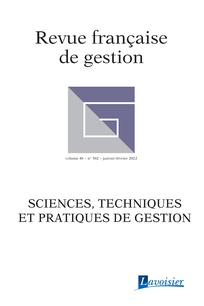 Revue française
de gestion
volume 48 – n° 302 – janvier-février 2022
SCIENCES, TECHNIQUES
ET PRATIQUES DE GESTION
Lavoisier